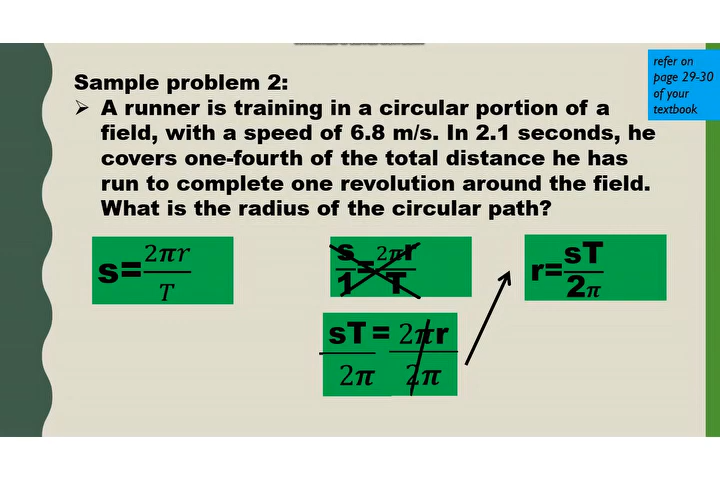 refer on
page 29-30
of your
textbook
Sample problem 2:
➢ A runner is training in a circular portion of a
field, with a speed of 6.8 m/s. In 2.1 seconds, he
covers one-fourth of the total distance he has
run to complete one revolution around the field.
What is the radius of the circular path?
s=2πr/T
s/1=2πr/T
r=sT/2π
sT/2π = 2πr/2π